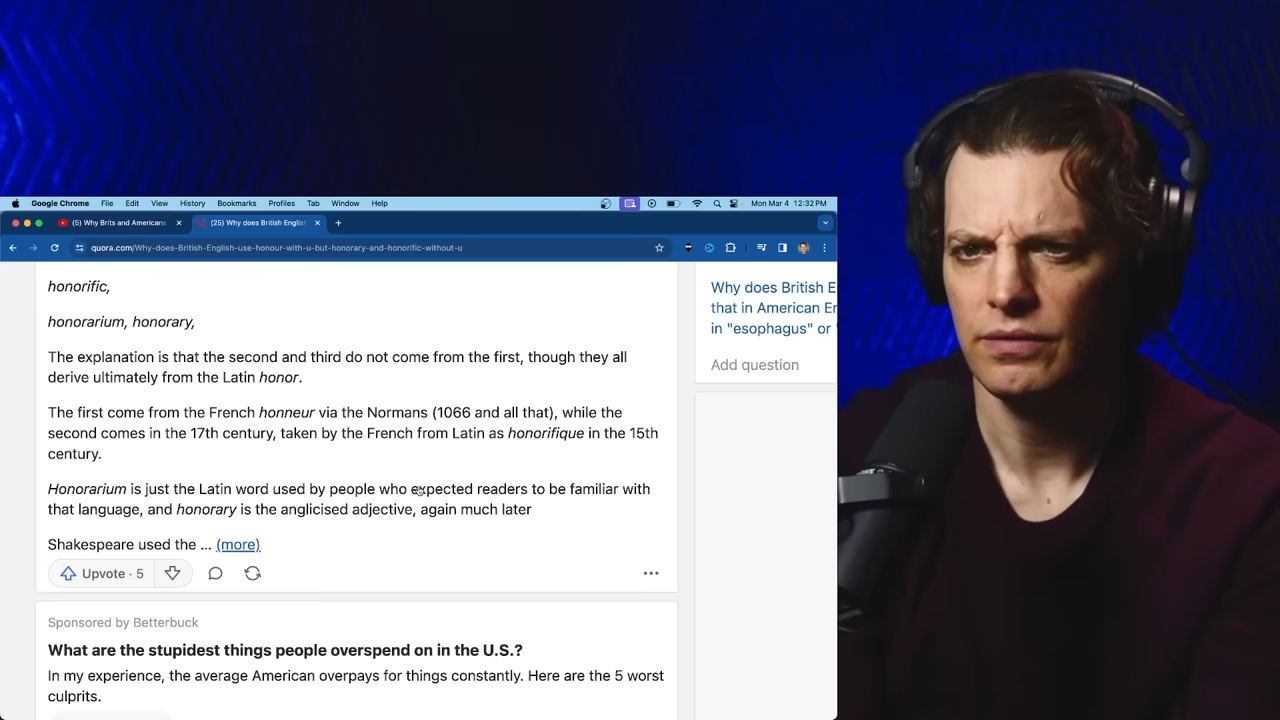 Google Chrome File Edit View History Bookmarks Profiles Tab Window Help Mon Mar 4 12:32 PM
(5) Why Brits and Americans (25) Why does British English
quora.com/Why-does-British-English-use-honour-with-u-but-honorary-and-honorific-without-u
honorific,
honorarium, honorary,
The explanation is that the second and third do not come from the first, though they all
derive ultimately from the Latin honor.
The first come from the French honneur via the Normans (1066 and all that), while the
second comes in the 17th century, taken by the French from Latin as honorifique in the 15th
century.
Honorarium is just the Latin word used by people who expected readers to be familiar with
that language, and honorary is the anglicised adjective, again much later
Shakespeare used the ... (more)
Upvote · 5
Sponsored by Betterbuck
What are the stupidest things people overspend on in the U.S.?
In my experience, the average American overpays for things constantly. Here are the 5 worst
culprits.
Why does British E
that in American Er
in "esophagus" or "
Add question